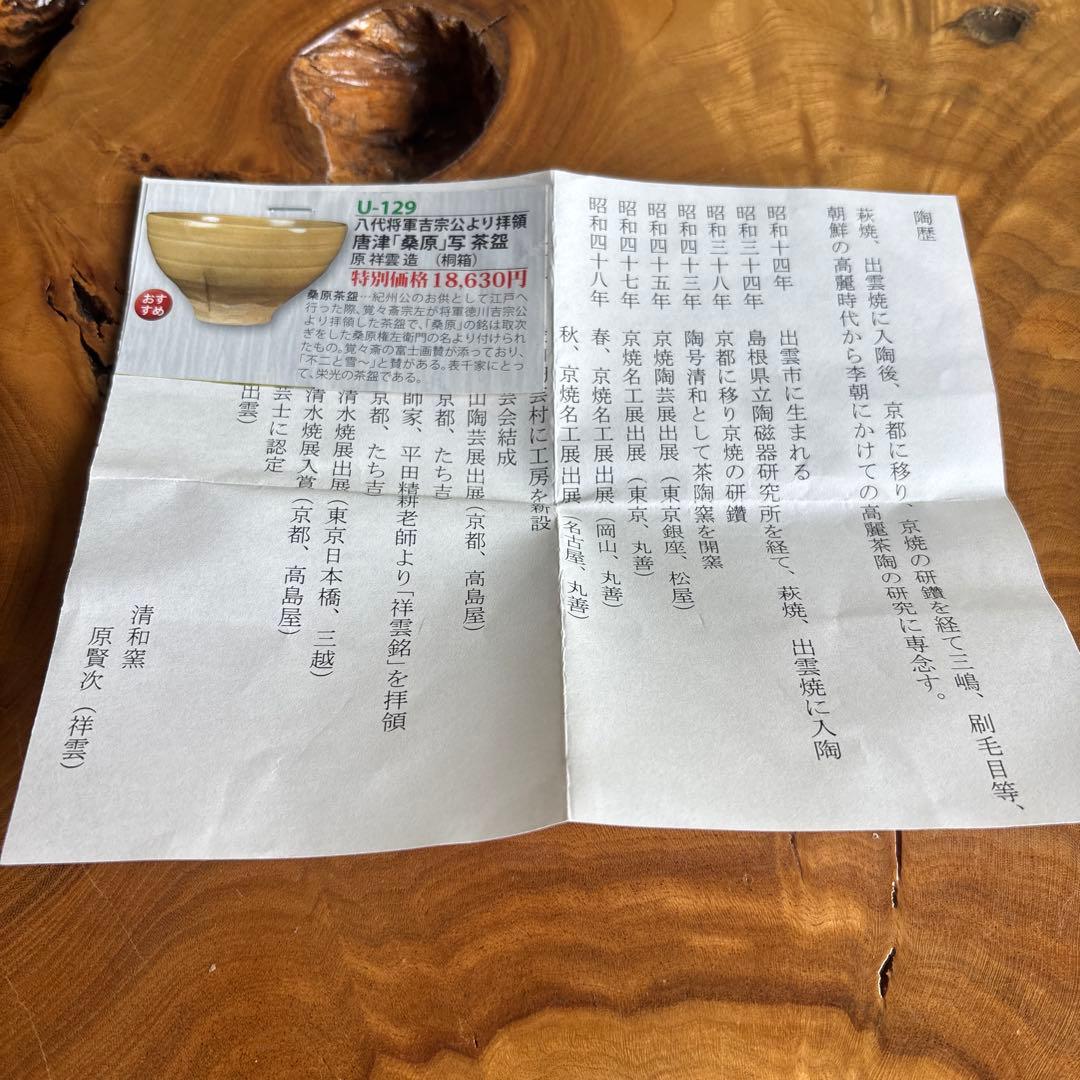 U-129
八代将軍吉宗公より拝領
唐津「桑原」写 茶盌
原 祥雲 造 (桐箱)
特別価格18,630円
おす
すめ
桑原茶盌…紀州公のお供として江戸へ
行った際、覚々斎宗左が将軍徳川吉宗公
より拝領した茶盌で、「桑原」の銘は取次
ぎをした桑原権左衛門の名より付けられ
たもの。覚々斎の富士画賛が添っており、
「不二と雪〜」と賛がある。表千家にとっ
て、栄光の茶盌である。
陶歴
萩焼、出雲焼に入陶後、京都に移り、京焼の研鑽を経て三嶋、刷毛目等、
朝鮮の高麗時代から李朝にかけての高麗茶陶の研究に専念す。
昭和十四年 出雲市に生まれる
昭和三十四年 島根県立陶磁器研究所を経て、萩焼、出雲焼に入陶
昭和三十八年 京都に移り京焼の研鑽
昭和四十三年 陶号清和として茶陶窯を開窯
昭和四十五年 京焼陶芸展出展(東京銀座、松屋)
昭和四十七年 京焼名工展出展(東京、丸善)
昭和四十八年 春、京焼名工展出展(岡山、丸善)
秋、京焼名工展出展(名古屋、丸善)
芸村に工房を新設
芸会結成
山陶芸展出展(京都、高島屋)
京都、たち吉
師家、平田精耕老師より「祥雲銘」を拝領
京都、たち吉
清水焼展出展(東京日本橋、三越)
清水焼展入賞(京都、高島屋)
芸士に認定
出雲)
清和窯
原賢次(祥雲)